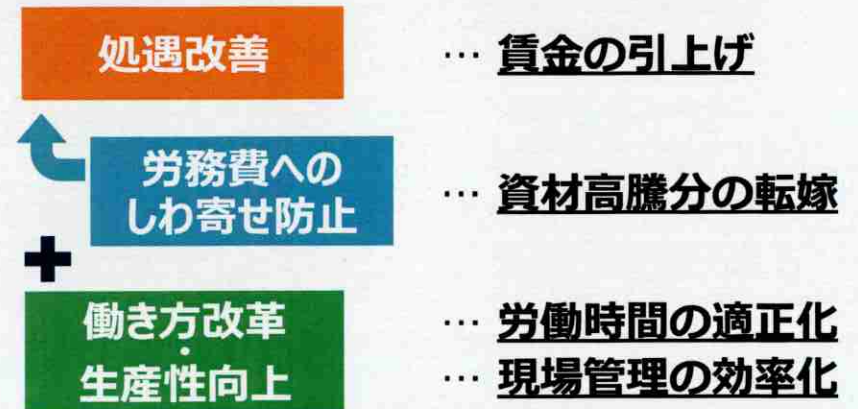 処遇改善 … 賃金の引上げ
労務費への
しわ寄せ防止
… 資材高騰分の転嫁
+
働き方改革
・
生産性向上
… 労働時間の適正化
… 現場管理の効率化